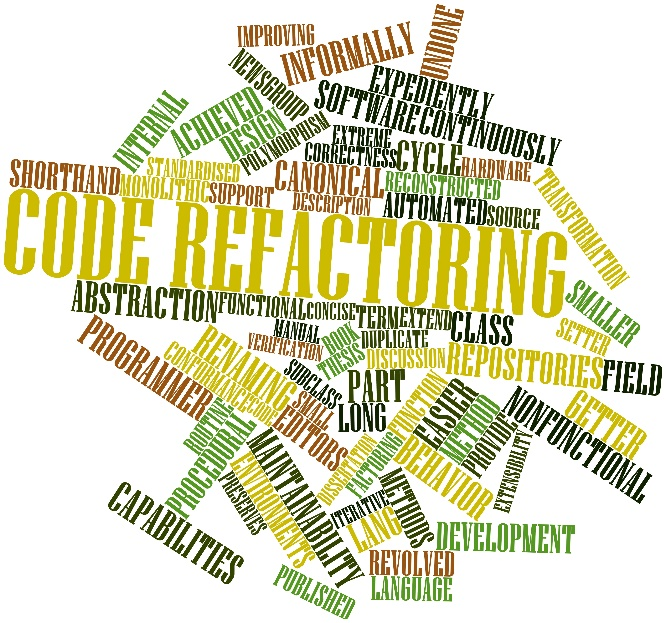 UNDONE
IMPROVING
INFORMALLY
NEWSGROUP
EXPEDIENTLY
SOFTWARE
CONTINUOUSLY
INTERNAL
ACHIEVED
DESIGN
POLYMORPHISM
EXTREME
CORRECTNESS
CYCLE
HARDWARE
SHORTHAND
STANDARDISED
MONOLITHIC
SUPPORT
CANONICAL
DESCRIPTION
RECONSTRUCTED
AUTOMATED
SOURCE
TRANSFORMATION
CODE REFACTORING
ABSTRACTION
FUNCTIONAL
CONCISE
TERM
EXTEND
CLASS
SMALLER
SETTER
MANUAL
VERIFICATION
BOOK
THESIS
DUPLICATE
DISCUSSION
REPOSITORIES
FIELD
PROGRAMMER
RENAMING
CONFORMANCE
CODE
SUBCLASS
SMALL
EDITORS
PART
LONG
FUNCTION
EASIER
METHOD
PROVIDE
NONFUNCTIONAL
GETTER
ROUTINE
PROCEDURAL
MAINTAINABILITY
ENVIRONMENTS
PRESERVES
DISSERTATION
FACTORING
BEHAVIOR
EXTENSIBILITY
CAPABILITIES
ITERATIVE
LANG
METHODS
DEVELOPMENT
REVOLVED
LANGUAGE
PUBLISHED